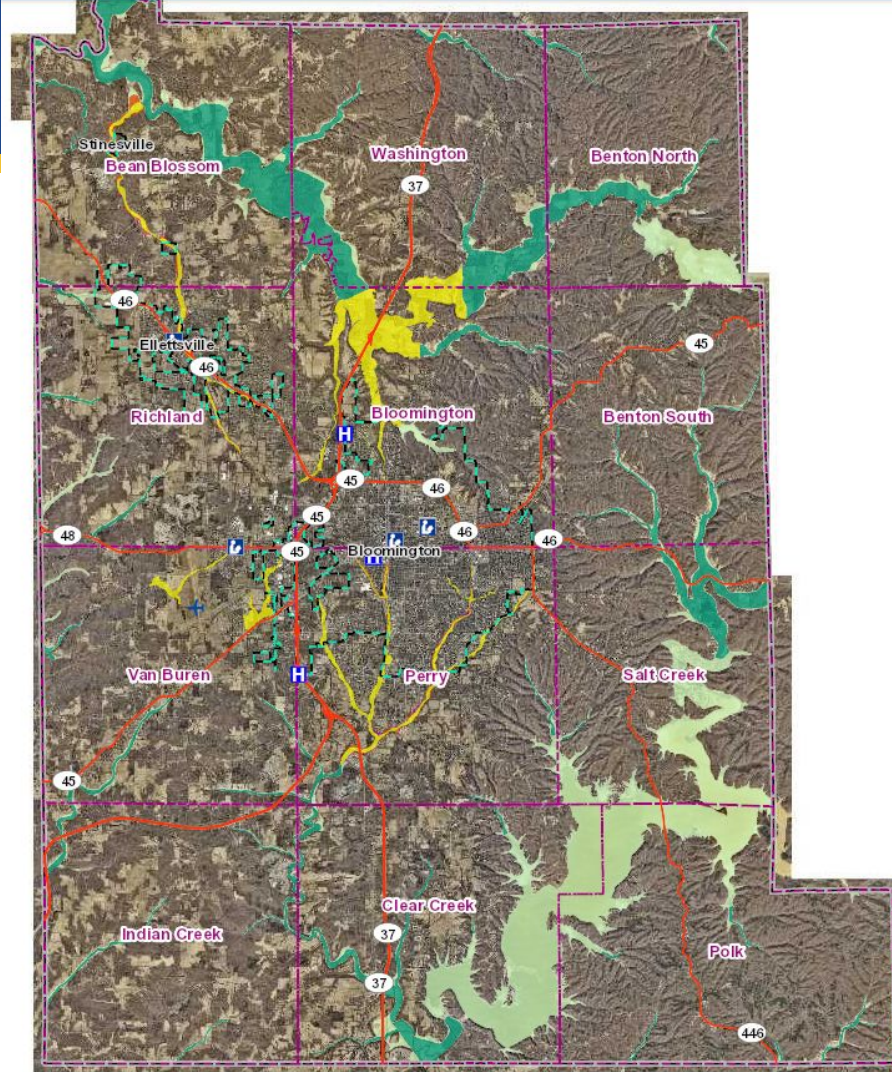 Stinesville
Bean Blossom
Washington
Benton North
37
46
Ellettsville
46
45
Richland
Bloomington
Benton South
H
45
46
45
46
48
45
Bloomington
46
H
Van Buren
H
Perry
Salt Creek
45
Clear Creek
Indian Creek
37
Polk
37
446